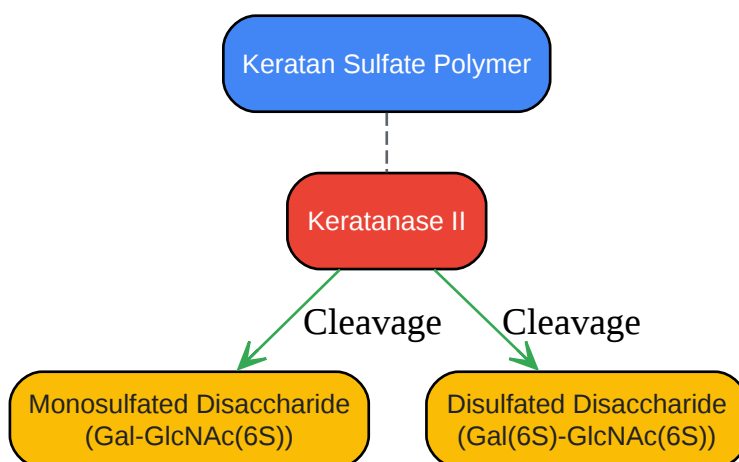 Keratan Sulfate Polymer
Keratanase II
Cleavage Cleavage
Monosulfated Disaccharide
(Gal-GlcNAc(6S))
Disulfated Disaccharide
(Gal(6S)-GlcNAc(6S))